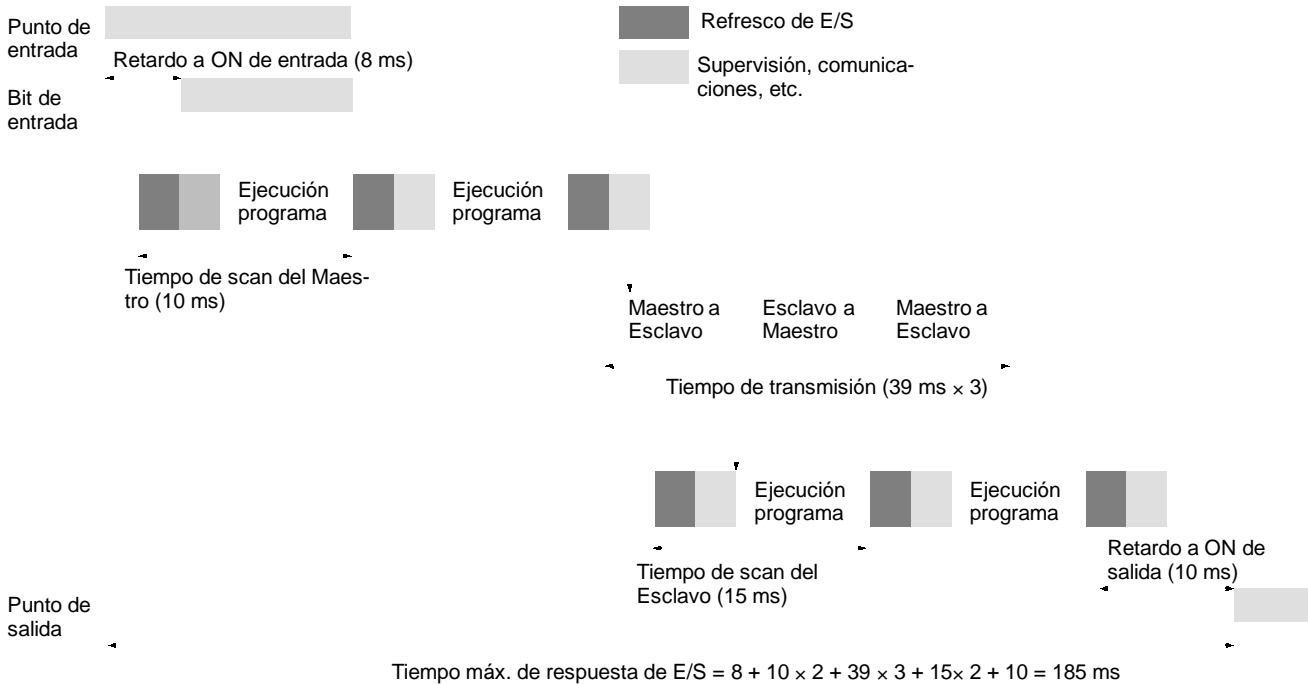 Punto de
entrada
Refresco de E/S
Retardo a ON de entrada (8 ms)
Supervisión, comunica-
ciones, etc.
Bit de
entrada
Ejecución
programa
Ejecución
programa
Tiempo de scan del Maes-
tro (10 ms)
Maestro a
Esclavo
Esclavo a
Maestro
Maestro a
Esclavo
Tiempo de transmisión (39 ms × 3)
Ejecución
programa
Ejecución
programa
Retardo a ON de
salida (10 ms)
Tiempo de scan del
Esclavo (15 ms)
Punto de
salida
Tiempo máx. de respuesta de E/S = 8 + 10 × 2 + 39 × 3 + 15× 2 + 10 = 185 ms